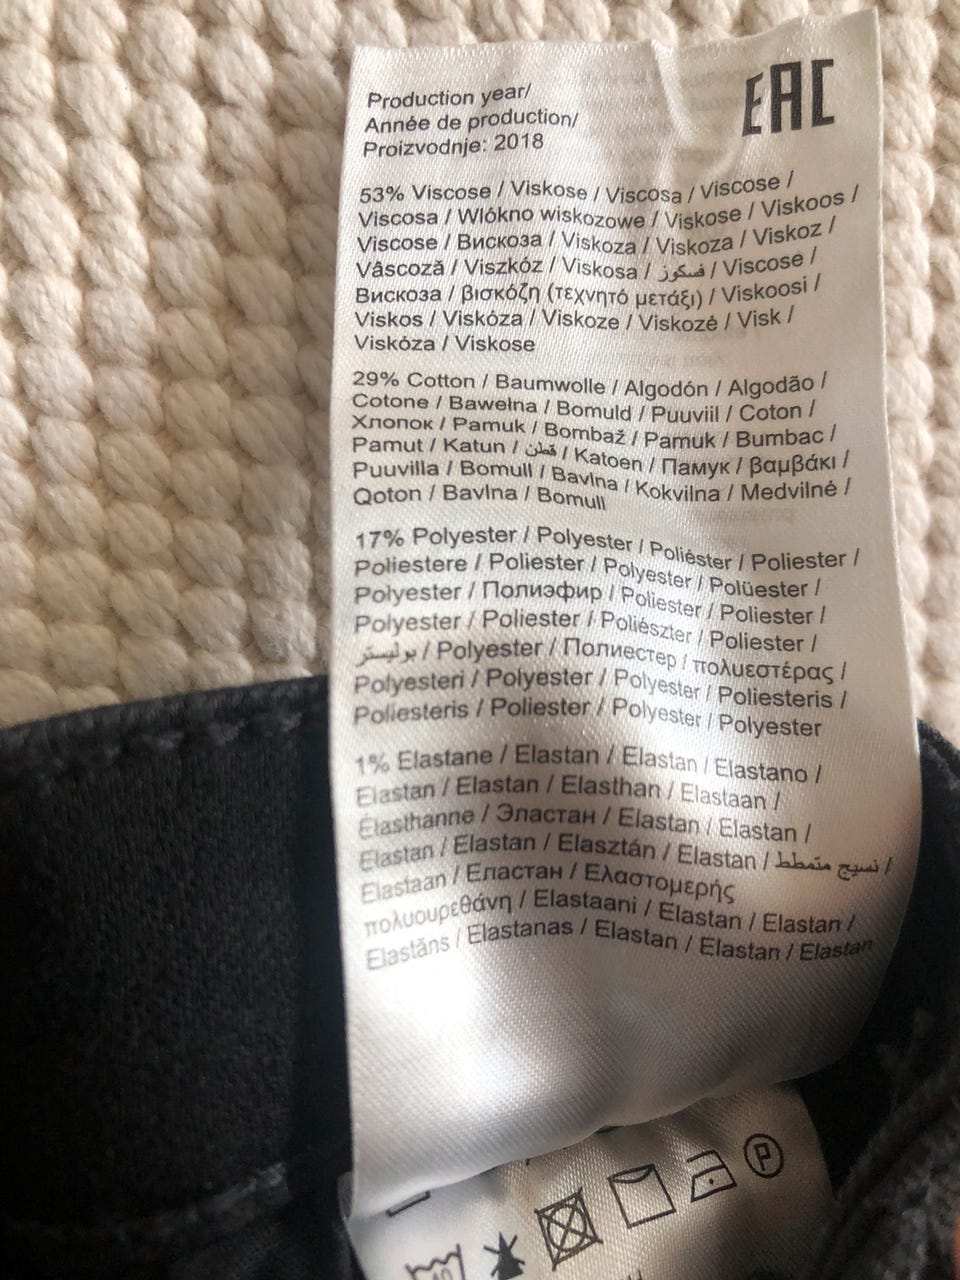 Production year/
Année de production/
Proizvodnje: 2018
EAC
53% Viscose / Viskose / Viscosa / Viscose /
Viscosa / Wlókno wiskozowe / Viskose / Viskoos /
Viscose / Вискоза / Viskoza / Viskoza / Viskoz /
Vâscoză / Viszkóz / Viskosa / فسكوز / Viscose /
Вискоза / βισκόζη (τεχνητό μετάξι) / Viskoosi /
Viskos / Viskóza / Viskoze / Viskozė / Visk /
Viskóza / Viskose
29% Cotton / Baumwolle / Algodón / Algodão /
Cotone / Bawełna / Bomuld / Puuviil / Coton /
Хлопок / Pamuk / Bombaž / Pamuk / Bumbac /
Pamut / Katun / قطن / Katoen / Памук / βαμβάκι /
Puuvilla / Bomull / Bavlna / Kokvilna / Medvilnė /
Qoton / Bavlna / Bomull
17% Polyester / Polyester / Poliéster / Poliester /
Poliestere / Poliester / Polyester / Polüester /
Polyester / Полиэфир / Poliester / Poliester /
Polyester / Poliester / Poliészter / Poliester /
بوليستر / Polyester / Полиестер / πολυεστέρας /
Polyesteri / Polyester / Polyester / Poliesteris /
Poliesteris / Poliester / Polyester / Polyester
1% Elastane / Elastan / Elastan / Elastano /
Elastan / Elastan / Elasthan / Elastaan /
Élasthanne / Эластан / Elastan / Elastan /
Elastan / Elastan / Elasztán / Elastan / نسيج متمطط /
Elastaan / Еластан / Ελαστομερής
πολυουρεθάνη / Elastaani / Elastan / Elastan /
Elastāns / Elastanas / Elastan / Elastan / Elastan
40
P